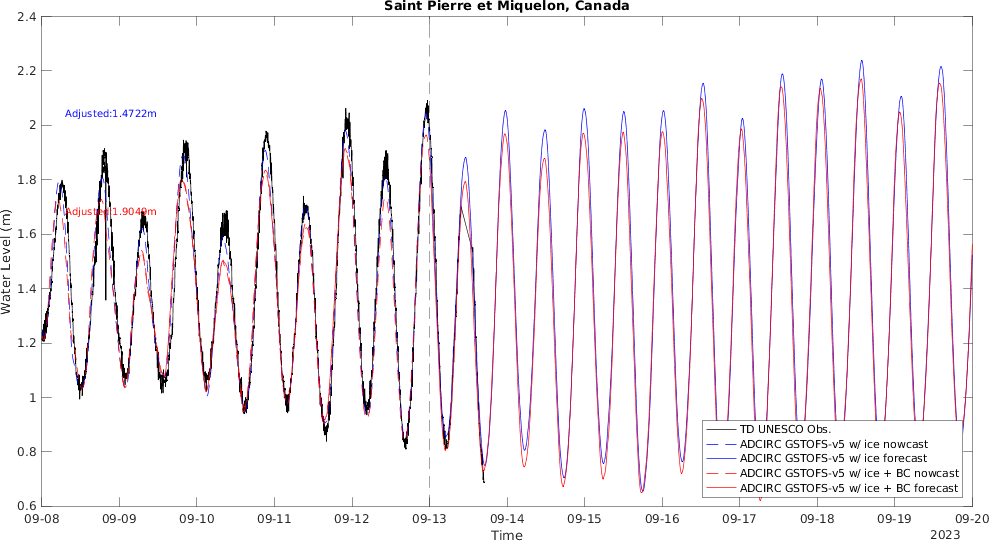 Saint Pierre et Miquelon, Canada
2.4
2.2
2
1.8
1.6
1.4
1.2
1
0.8
0.6
Water Level (m)
Adjusted:1.4722m
Adjusted:1.9049m
TD UNESCO Obs.
ADCIRC GSTOFS-v5 w/ ice nowcast
ADCIRC GSTOFS-v5 w/ ice forecast
ADCIRC GSTOFS-v5 w/ ice + BC nowcast
ADCIRC GSTOFS-v5 w/ ice + BC forecast
09-08 09-09 09-10 09-11 09-12 09-13 09-14 09-15 09-16 09-17 09-18 09-19 09-20
Time
2023